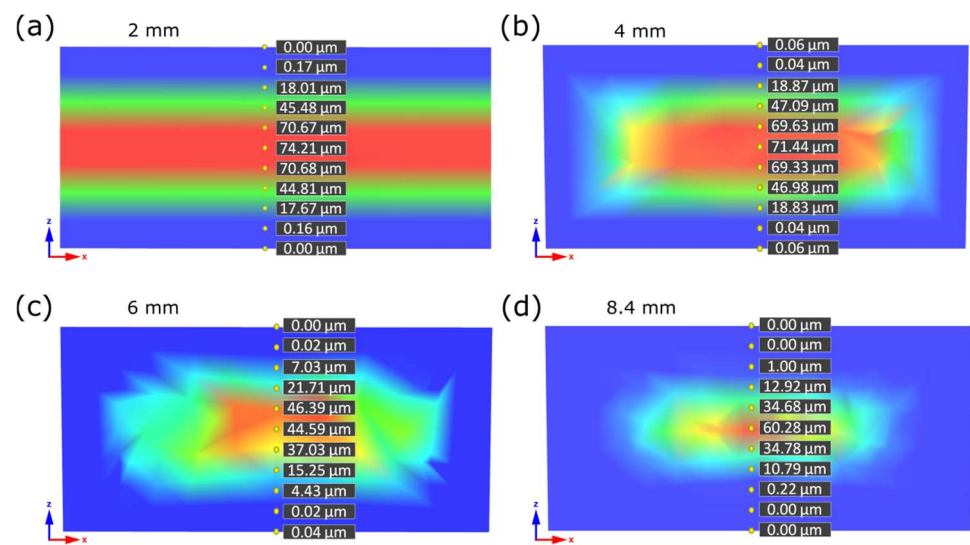 (a)
2 mm
0.00 µm
0.17 µm
18.01 µm
45.48 µm
70.67 µm
74.21 µm
70.68 µm
44.81 µm
17.67 µm
0.16 µm
0.00 µm
z
x
(b)
4 mm
0.06 µm
0.04 µm
18.87 µm
47.09 µm
69.63 µm
71.44 µm
69.33 µm
46.98 µm
18.83 µm
0.04 µm
0.06 µm
z
x
(c)
6 mm
0.00 µm
0.02 µm
7.03 µm
21.71 µm
46.39 µm
44.59 µm
37.03 µm
15.25 µm
4.43 µm
0.02 µm
0.04 µm
z
x
(d)
8.4 mm
0.00 µm
0.00 µm
1.00 µm
12.92 µm
34.68 µm
60.28 µm
34.78 µm
10.79 µm
0.22 µm
0.00 µm
0.00 µm
z
x